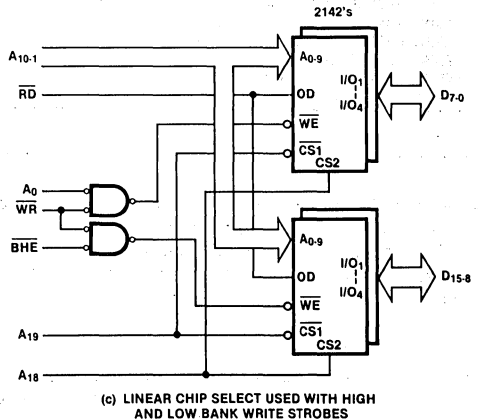 2142's
A10-1
A0-9
I/O1
I/O4
D7-0
RD
OD
WE
CS1
CS2
A0
WR
BHE
A0-9
I/O1
I/O4
D15-8
OD
WE
A19
CS1
CS2
A18
(c) LINEAR CHIP SELECT USED WITH HIGH
AND LOW BANK WRITE STROBES